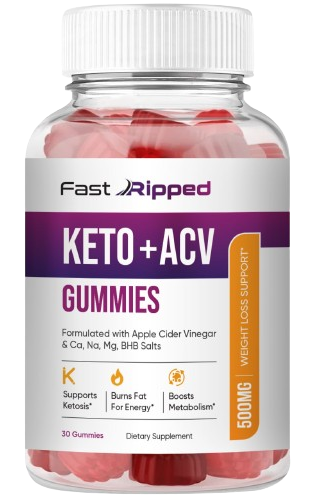 Fast Ripped
KETO + ACV
GUMMIES
Formulated with Apple Cider Vinegar
& Ca, Na, Mg, BHB Salts
K
Supports
Ketosis*
Burns Fat
For Energy*
Boosts
Metabolism*
30 Gummies
Dietary Supplement
500MG
WEIGHT LOSS SUPPORT*